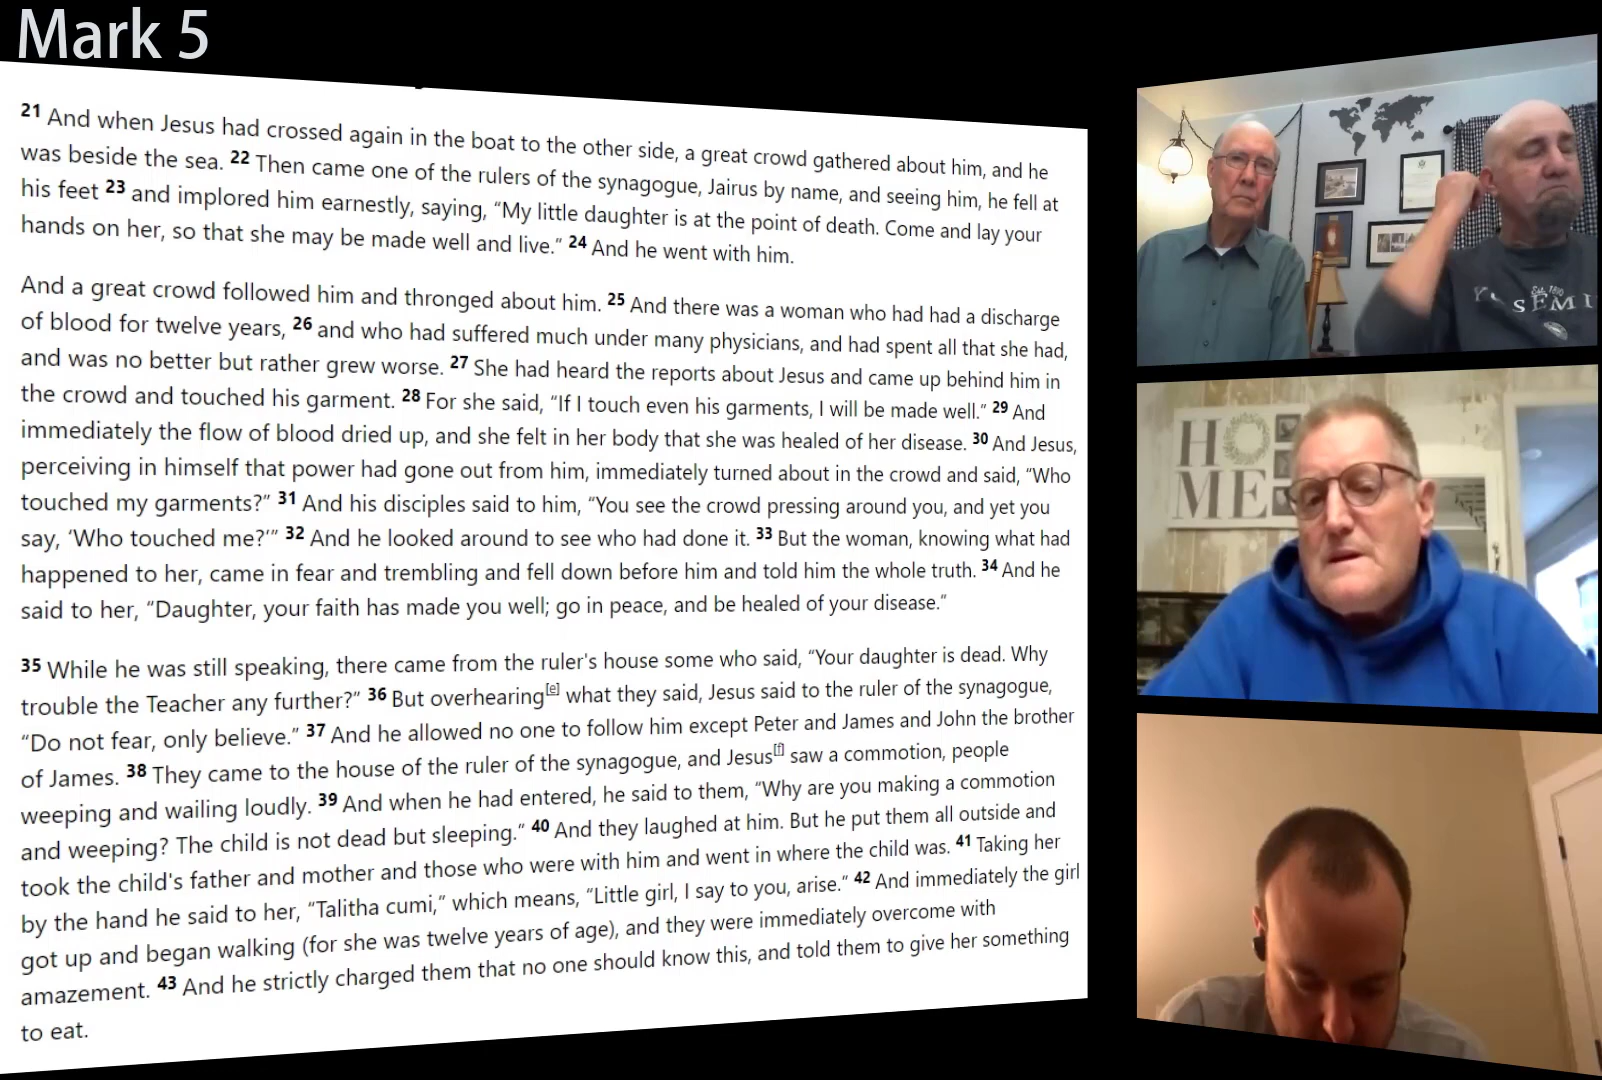 Mark 5
21 And when Jesus had crossed again in the boat to the other side, a great crowd gathered about him, and he
was beside the sea. 22 Then came one of the rulers of the synagogue, Jairus by name, and seeing him, he fell at
his feet 23 and implored him earnestly, saying, “My little daughter is at the point of death. Come and lay your
hands on her, so that she may be made well and live.” 24 And he went with him.
And a great crowd followed him and thronged about him. 25 And there was a woman who had had a discharge
of blood for twelve years, 26 and who had suffered much under many physicians, and had spent all that she had,
and was no better but rather grew worse. 27 She had heard the reports about Jesus and came up behind him in
the crowd and touched his garment. 28 For she said, “If I touch even his garments, I will be made well.” 29 And
immediately the flow of blood dried up, and she felt in her body that she was healed of her disease. 30 And Jesus,
perceiving in himself that power had gone out from him, immediately turned about in the crowd and said, “Who
touched my garments?” 31 And his disciples said to him, “You see the crowd pressing around you, and yet you
say, ‘Who touched me?’” 32 And he looked around to see who had done it. 33 But the woman, knowing what had
happened to her, came in fear and trembling and fell down before him and told him the whole truth. 34 And he
said to her, “Daughter, your faith has made you well; go in peace, and be healed of your disease.”
35 While he was still speaking, there came from the ruler's house some who said, “Your daughter is dead. Why
trouble the Teacher any further?” 36 But overhearing[e] what they said, Jesus said to the ruler of the synagogue,
“Do not fear, only believe.” 37 And he allowed no one to follow him except Peter and James and John the brother
of James. 38 They came to the house of the ruler of the synagogue, and Jesus[f] saw a commotion, people
weeping and wailing loudly. 39 And when he had entered, he said to them, “Why are you making a commotion
and weeping? The child is not dead but sleeping.” 40 And they laughed at him. But he put them all outside and
took the child's father and mother and those who were with him and went in where the child was. 41 Taking her
by the hand he said to her, “Talitha cumi,” which means, “Little girl, I say to you, arise.” 42 And immediately the girl
got up and began walking (for she was twelve years of age), and they were immediately overcome with
amazement. 43 And he strictly charged them that no one should know this, and told them to give her something
to eat.
Est. 1810
SEMI
HOME